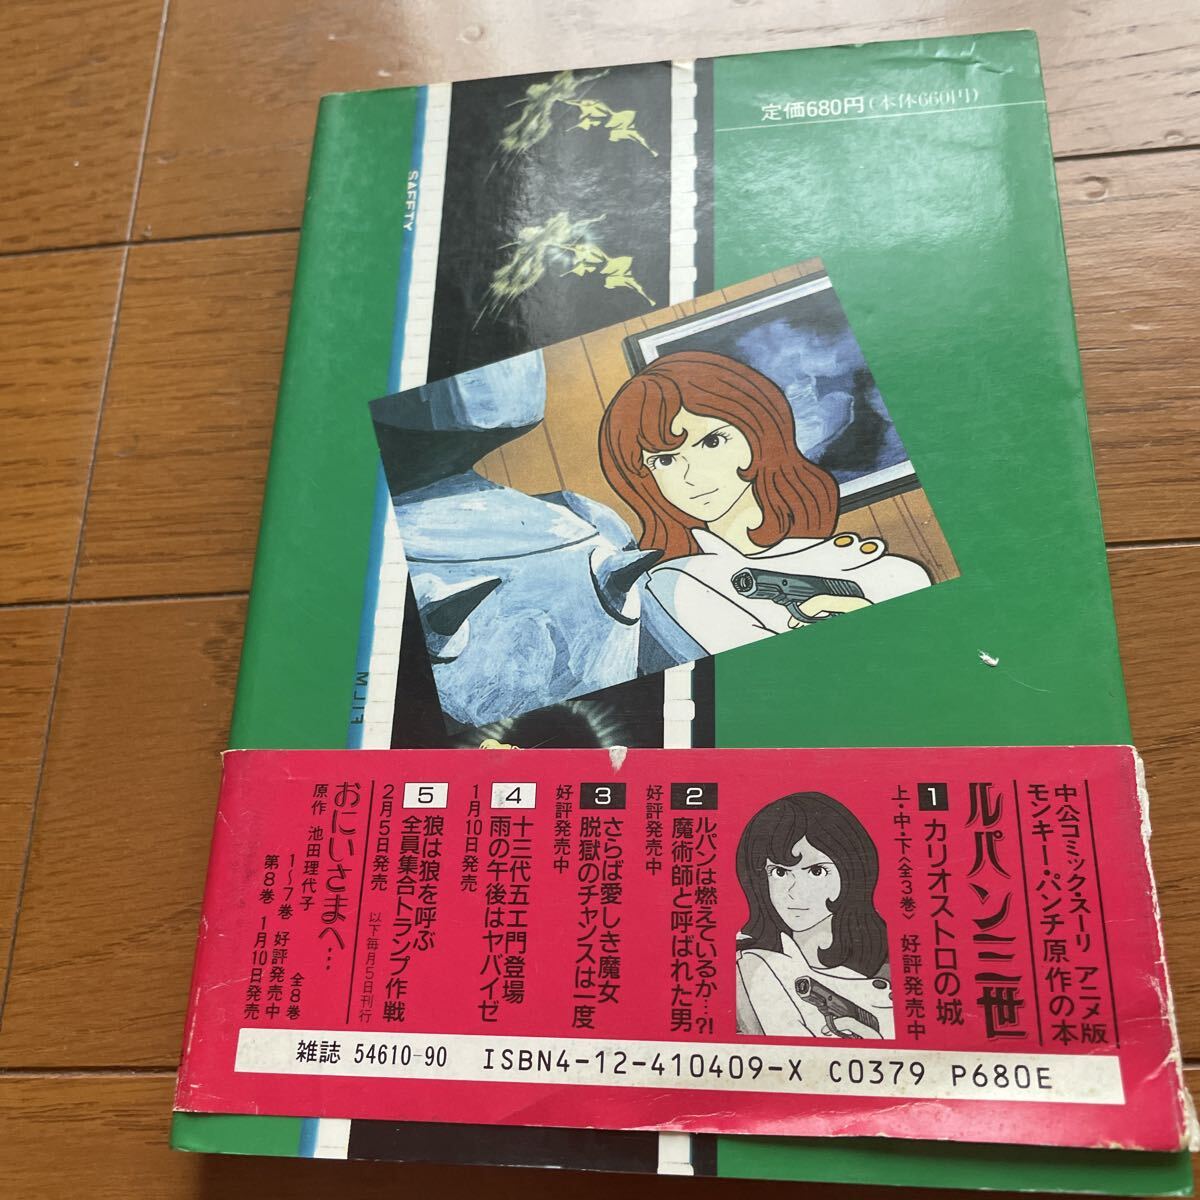 定価680円(本体660円)
SAFFTY
FILM
中公コミック・スーリ アニメ版
モンキー・パンチ原作の本
ルパン三世
1 カリオストロの城
上・中・下〈全3巻〉 好評発売中
2 ルパンは燃えているか…?!
魔術師と呼ばれた男
好評発売中
3 さらば愛しき魔女
脱獄のチャンスは一度
好評発売中
4 十三代五ヱ門登場
雨の午後はヤバイゼ
1月10日発売
5 狼は狼を呼ぶ
全員集合トランプ作戦
2月5日発売 以下毎月5日刊行
おにいさまへ…
原作 池田理代子 全8巻
1〜7巻 好評発売中
第8巻 1月10日発売
雑誌 54610-90 ISBN4-12-410409-X C0379 P680E